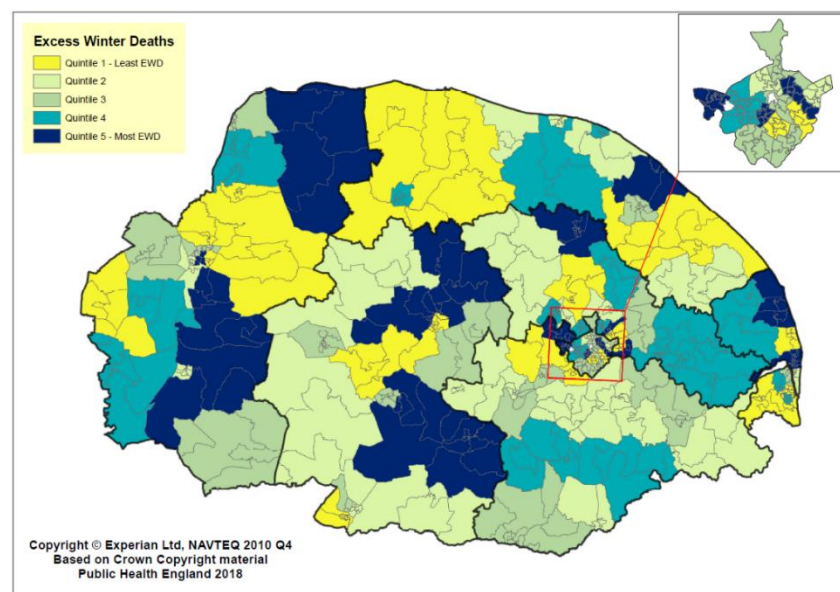 Excess Winter Deaths
Quintile 1 - Least EWD
Quintile 2
Quintile 3
Quintile 4
Quintile 5 - Most EWD
Copyright © Experian Ltd, NAVTEQ 2010 Q4
Based on Crown Copyright material
Public Health England 2018